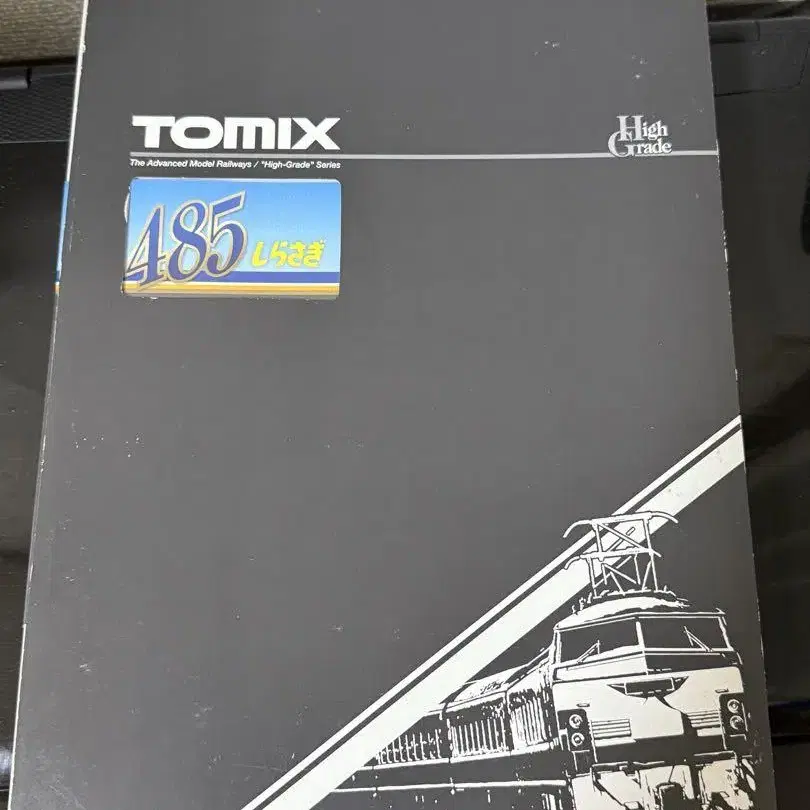 TOMIX
High
Grade
The Advanced Model Railways / "High-Grade" Series
485 しらさぎ